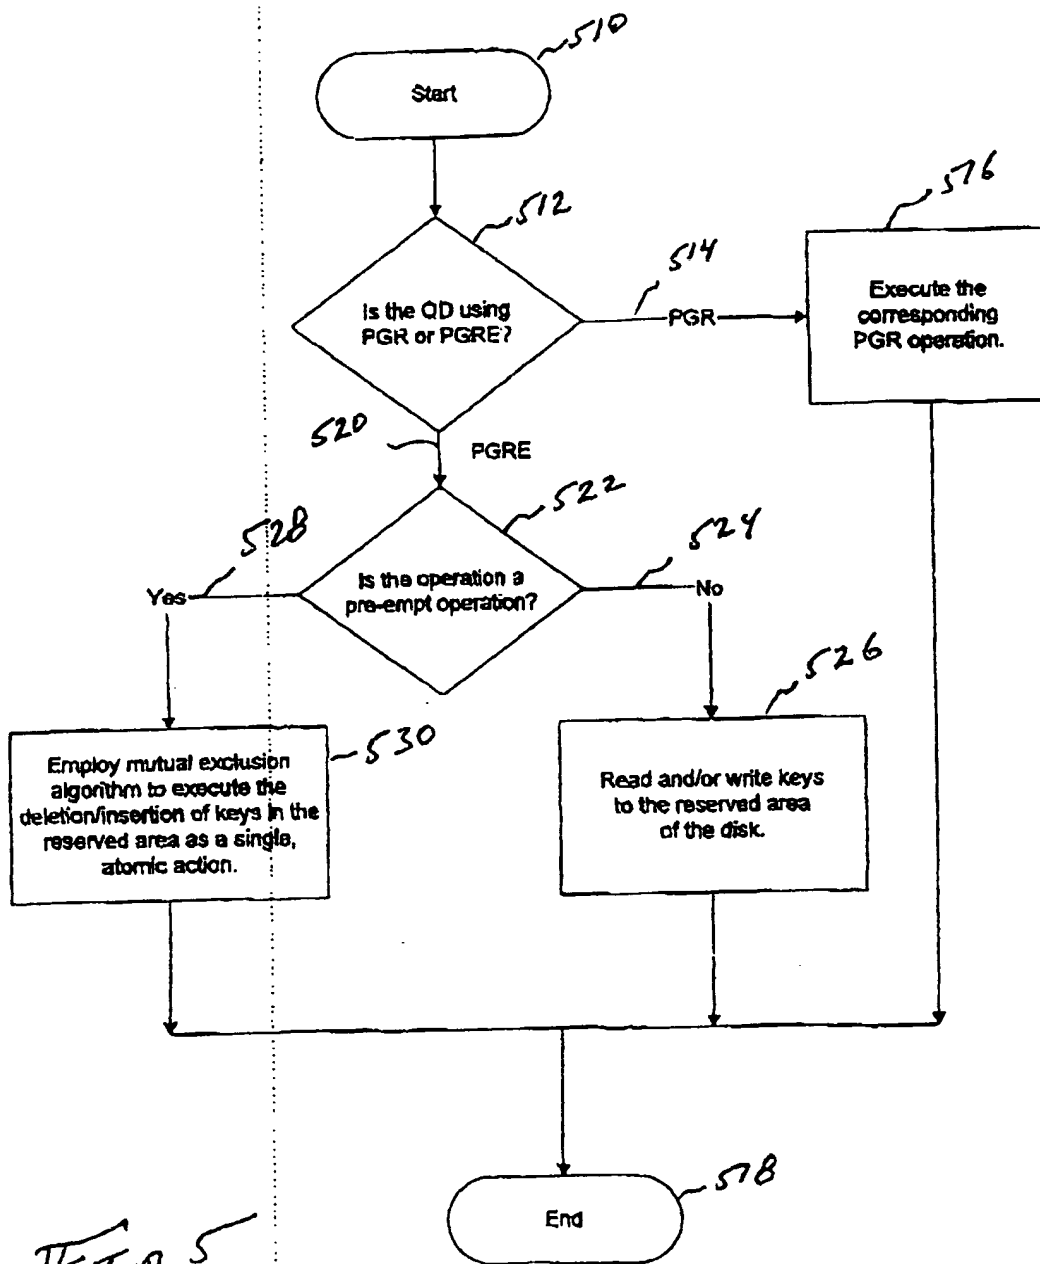 510
Start
512
Is the QD using
PGR or PGRE?
514
PGR
516
Execute the
corresponding
PGR operation.
520
PGRE
522
528
524
Is the operation a
pre-empt operation?
Yes
No
526
530
Employ mutual exclusion
algorithm to execute the
deletion/insertion of keys in the
reserved area as a single,
atomic action.
Read and/or write keys
to the reserved area
of the disk.
518
End
5